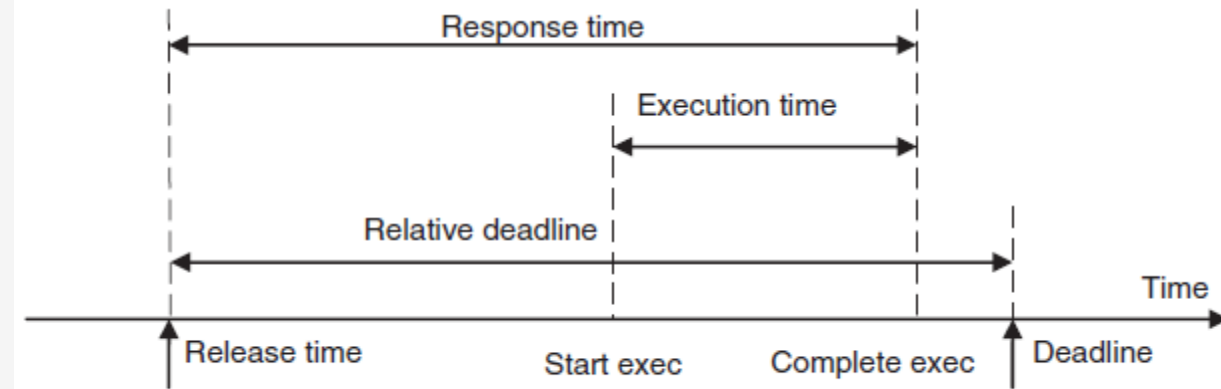 Response time
Execution time
Relative deadline
Time
Release time
Start exec
Complete exec
Deadline